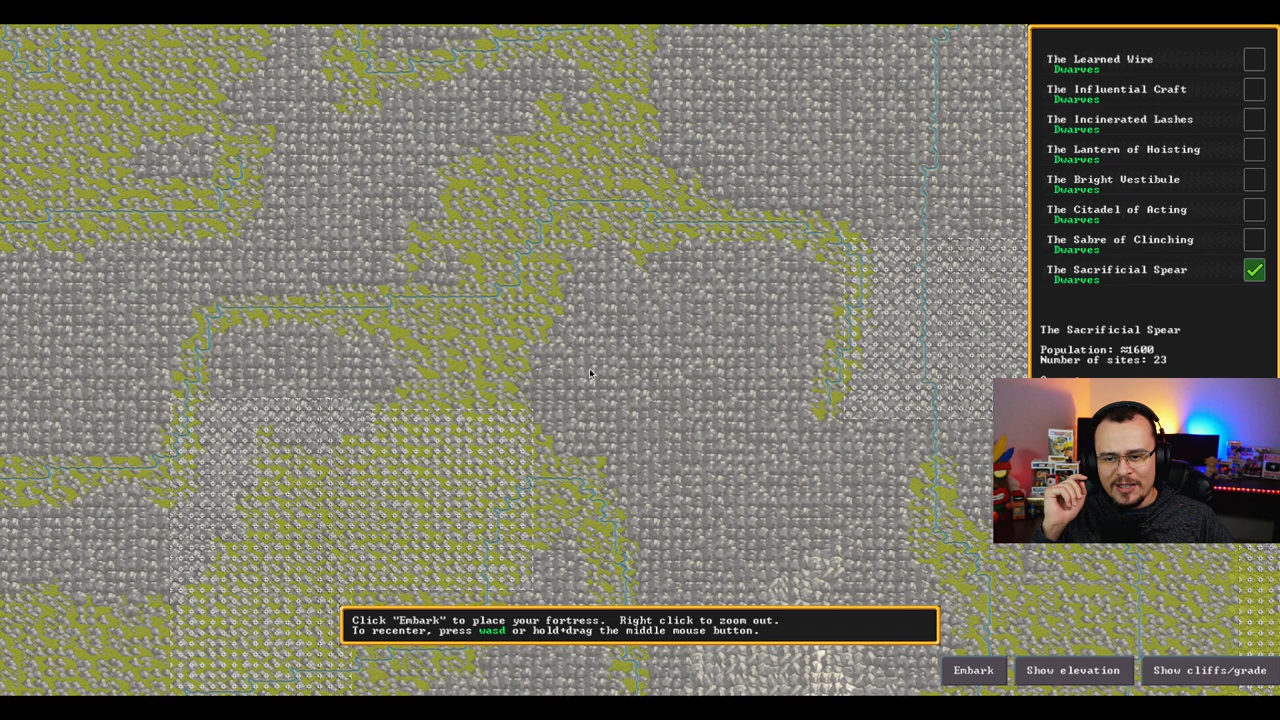 The Learned Wire
Dwarves
The Influential Craft
Dwarves
The Incinerated Lashes
Dwarves
The Lantern of Hoisting
Dwarves
The Bright Vestibule
Dwarves
The Citadel of Acting
Dwarves
The Sabre of Clinching
Dwarves
The Sacrificial Spear
Dwarves
The Sacrificial Spear
Population: ≈1600
Number of sites: 23
Click "Embark" to place your fortress. Right click to zoom out.
To recenter, press wasd or hold+drag the middle mouse button.
Embark
Show elevation
Show cliffs/grade